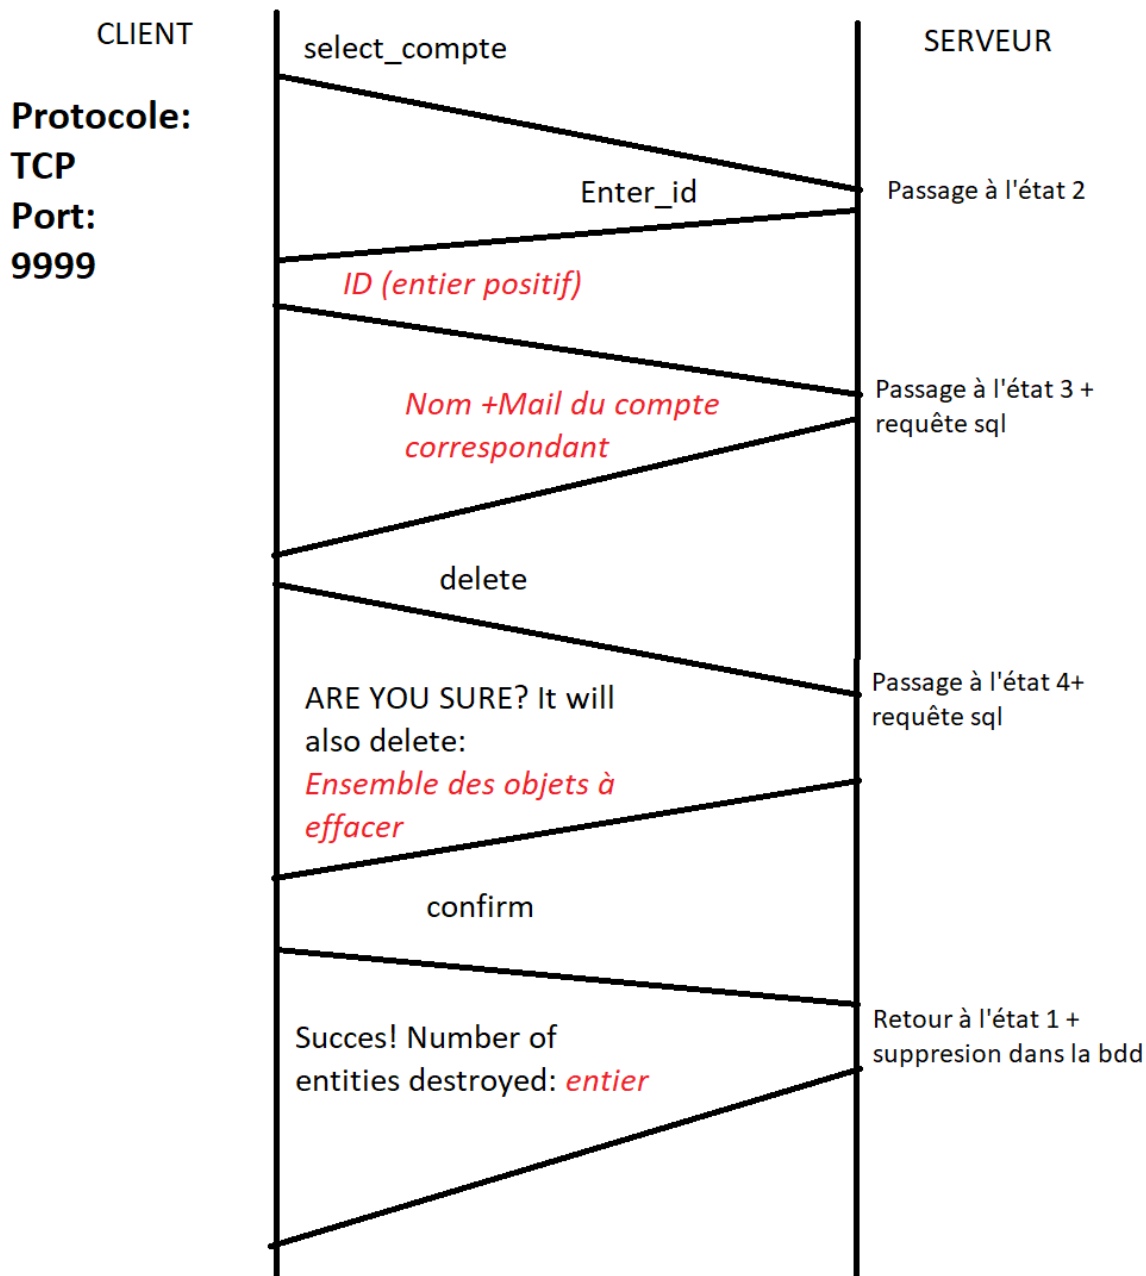 CLIENT
SERVEUR
select_compte
Protocole:
TCP
Port:
9999
Enter_id
Passage à l'état 2
ID (entier positif)
Nom +Mail du compte
correspondant
Passage à l'état 3 +
requête sql
delete
ARE YOU SURE? It will
also delete:
Ensemble des objets à
effacer
Passage à l'état 4+
requête sql
confirm
Succes! Number of
entities destroyed: entier
Retour à l'état 1 +
suppresion dans la bdd